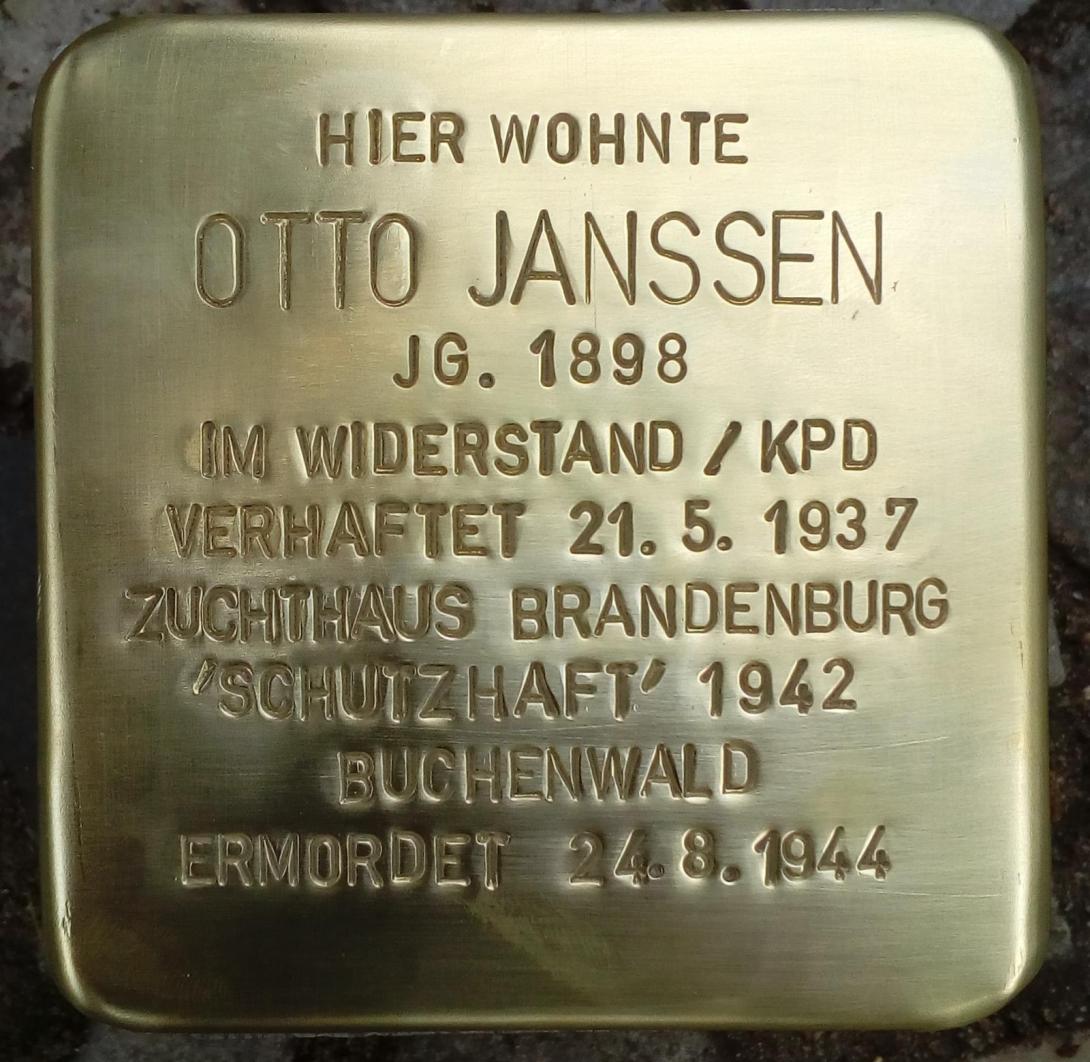 HIER WOHNTE
OTTO JANSSEN
JG. 1898
IM WIDERSTAND / KPD
VERHAFTET 21. 5. 1937
ZUCHTHAUS BRANDENBURG
'SCHUTZHAFT' 1942
BUCHENWALD
ERMORDET 24. 8. 1944